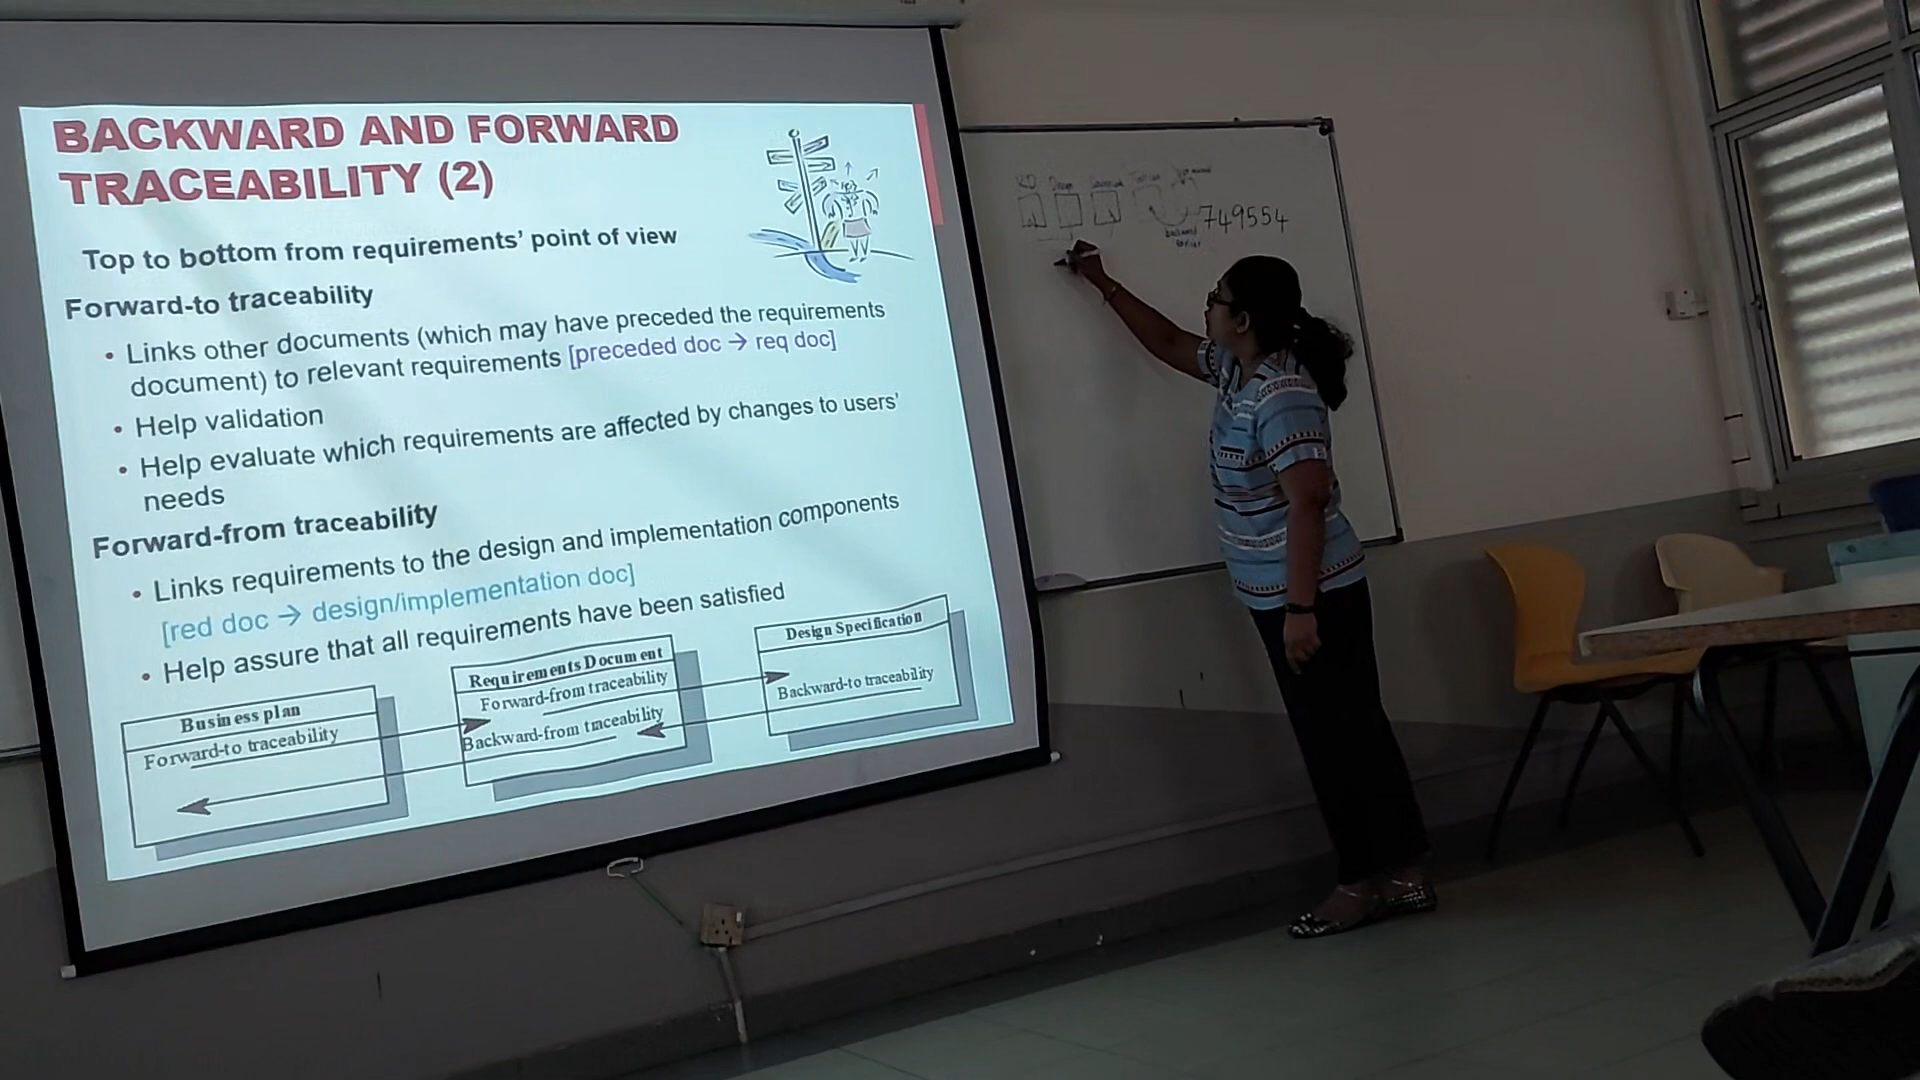 BACKWARD AND FORWARD
TRACEABILITY (2)
Top to bottom from requirements' point of view
Forward-to traceability
• Links other documents (which may have preceded the requirements
document) to relevant requirements [preceded doc → req doc]
• Help validation
• Help evaluate which requirements are affected by changes to users'
needs
Forward-from traceability
• Links requirements to the design and implementation components
[red doc → design/implementation doc]
• Help assure that all requirements have been satisfied
Business plan
Forward-to traceability
Requirements Document
Forward-from traceability
Backward-from traceability
Design Specification
Backward-to traceability
RD
749554